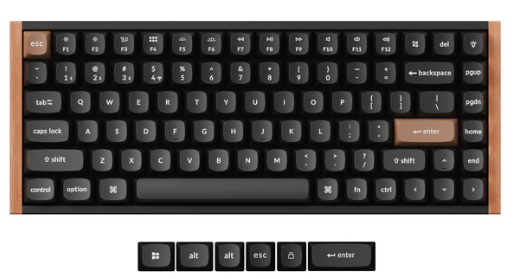 esc F1 F2 F3 F4 F5 F6 F7 F8 F9 F10 F11 F12 del
~ ! 1 @ 2 # 3 $ 4 % 5 ^ 6 & 7 * 8 ( 9 ) 0 — - + = ← backspace pgup
tab Q W E R T Y U I O P { [ } ] | \ pgdn
caps lock A S D F G H J K L : ; " ' ↵ enter home
⇧ shift Z X C V B N M < , > . ? / ⇧ shift ^ end
control option ⌘ ⌘ fn ctrl ‹ ⌄ ›
alt alt esc ↵ enter